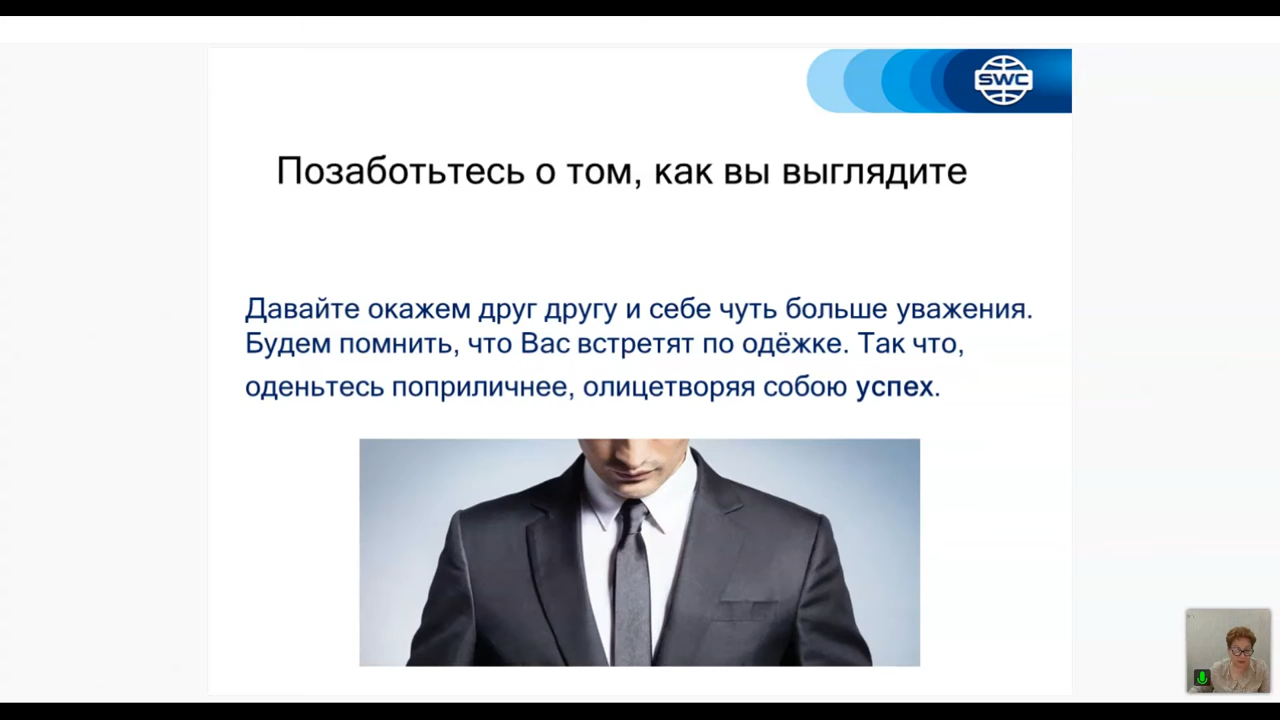 SWC
Позаботьтесь о том, как вы выглядите
Давайте окажем друг другу и себе чуть больше уважения.
Будем помнить, что Вас встретят по одёжке. Так что,
оденьтесь поприличнее, олицетворяя собою успех.